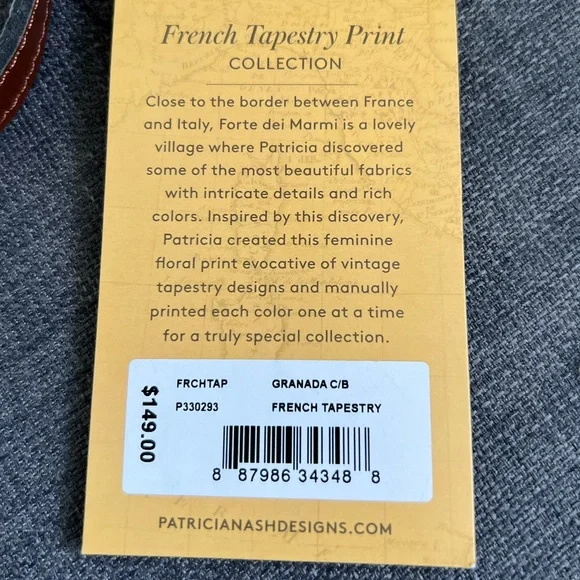 French Tapestry Print
COLLECTION
Close to the border between France
and Italy, Forte dei Marmi is a lovely
village where Patricia discovered
some of the most beautiful fabrics
with intricate details and rich
colors. Inspired by this discovery,
Patricia created this feminine
floral print evocative of vintage
tapestry designs and manually
printed each color one at a time
for a truly special collection.
$149.00
FRCHTAP GRANADA C/B
P330293 FRENCH TAPESTRY
8 87986 34348 8
PATRICIANASHDESIGNS.COM